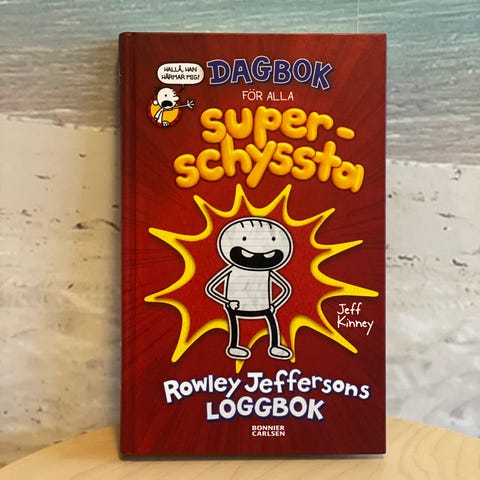 HALLÅ, HAN
HÄRMAR MIG!
DAGBOK
FÖR ALLA
super-
schyssta
Jeff
Kinney
Rowley Jeffersons
LOGGBOK
BONNIER
CARLSEN